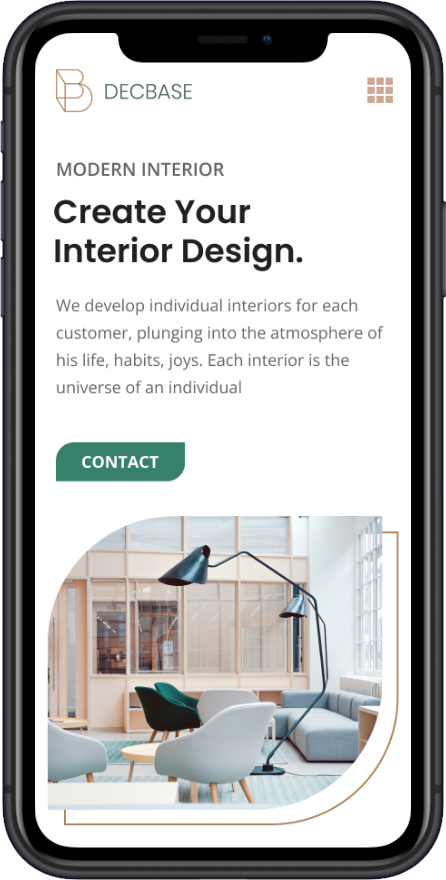 DECBASE
MODERN INTERIOR
Create Your
Interior Design.
We develop individual interiors for each
customer, plunging into the atmosphere of
his life, habits, joys. Each interior is the
universe of an individual
CONTACT